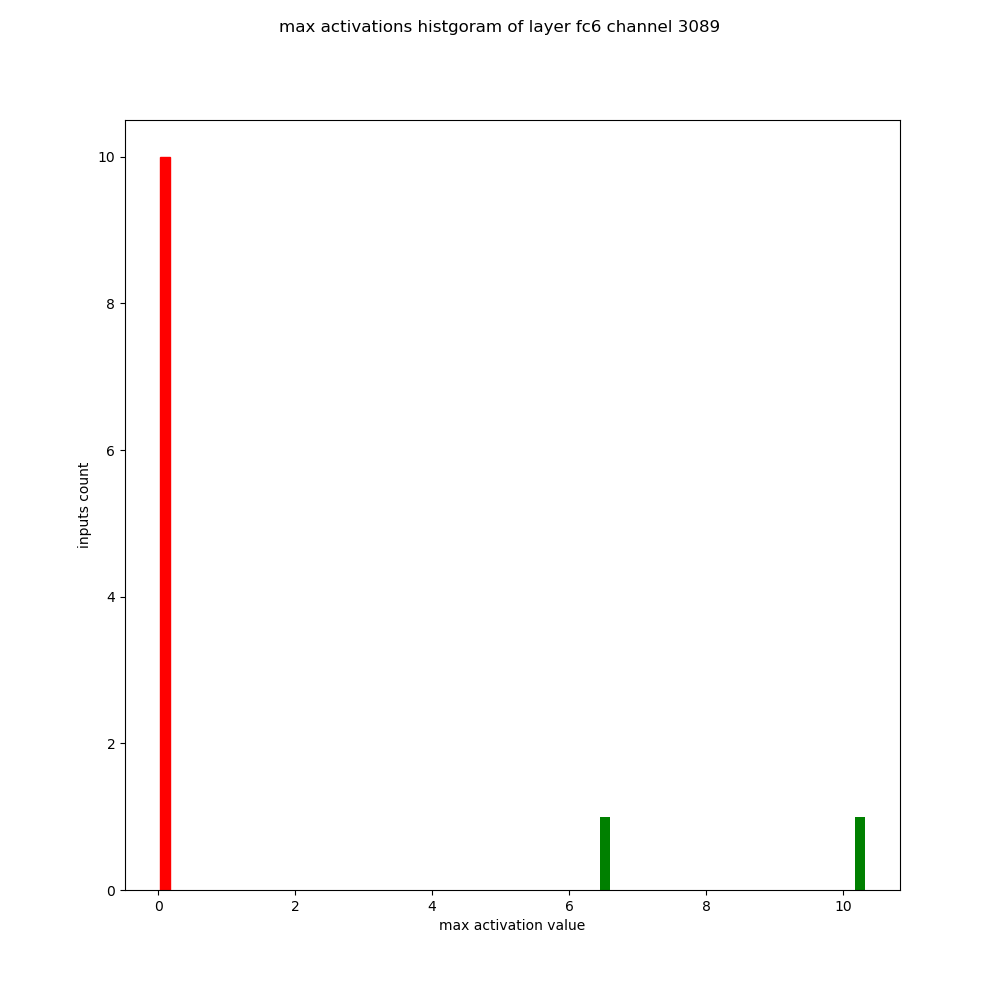 max activations histgoram of layer fc6 channel 3089
10
8
6
4
2
0
inputs count
0 2 4 6 8 10
max activation value